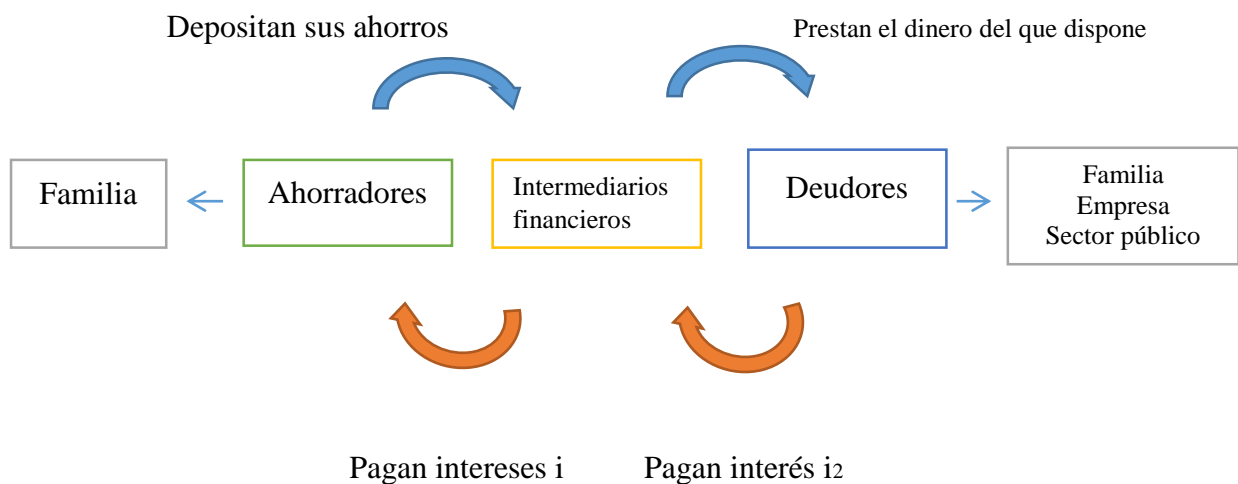 Depositan sus ahorros
Prestan el dinero del que dispone
Familia
Ahorradores
Intermediarios
financieros
Deudores
Familia
Empresa
Sector público
Pagan intereses i
Pagan interés i2